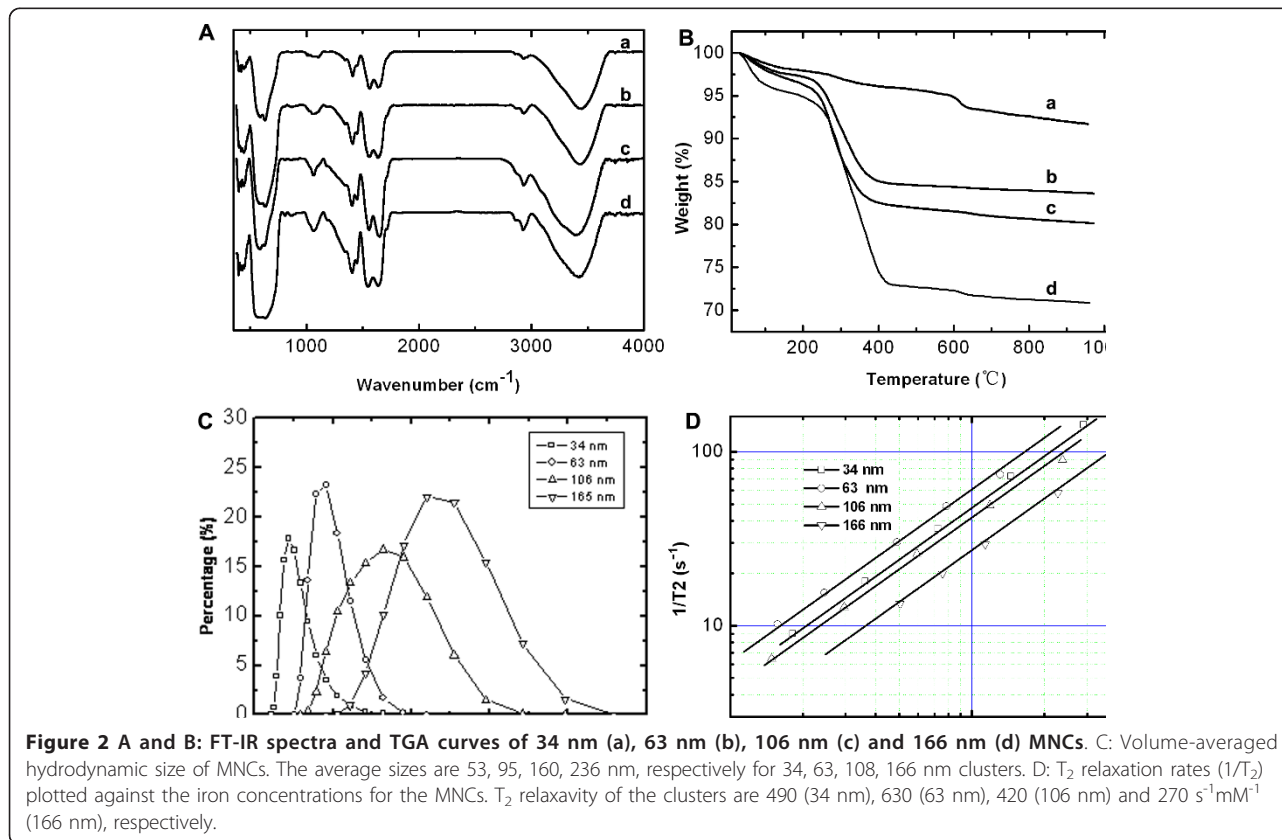 A
a
b
c
d
1000 2000 3000 4000
Wavenumber (cm-1)
B
100
95
90
85
80
75
70
Weight (%)
a
b
c
d
200 400 600 800 100
Temperature (℃)
C
30
25
20
15
10
5
0
Percentage (%)
34 nm
63 nm
106 nm
165 nm
D
100
10
1/T2 (s-1)
34 nm
63 nm
106 nm
166 nm
Figure 2 A and B: FT-IR spectra and TGA curves of 34 nm (a), 63 nm (b), 106 nm (c) and 166 nm (d) MNCs. C: Volume-averaged
hydrodynamic size of MNCs. The average sizes are 53, 95, 160, 236 nm, respectively for 34, 63, 108, 166 nm clusters. D: T2 relaxation rates (1/T2)
plotted against the iron concentrations for the MNCs. T2 relaxavity of the clusters are 490 (34 nm), 630 (63 nm), 420 (106 nm) and 270 s-1mM-1
(166 nm), respectively.